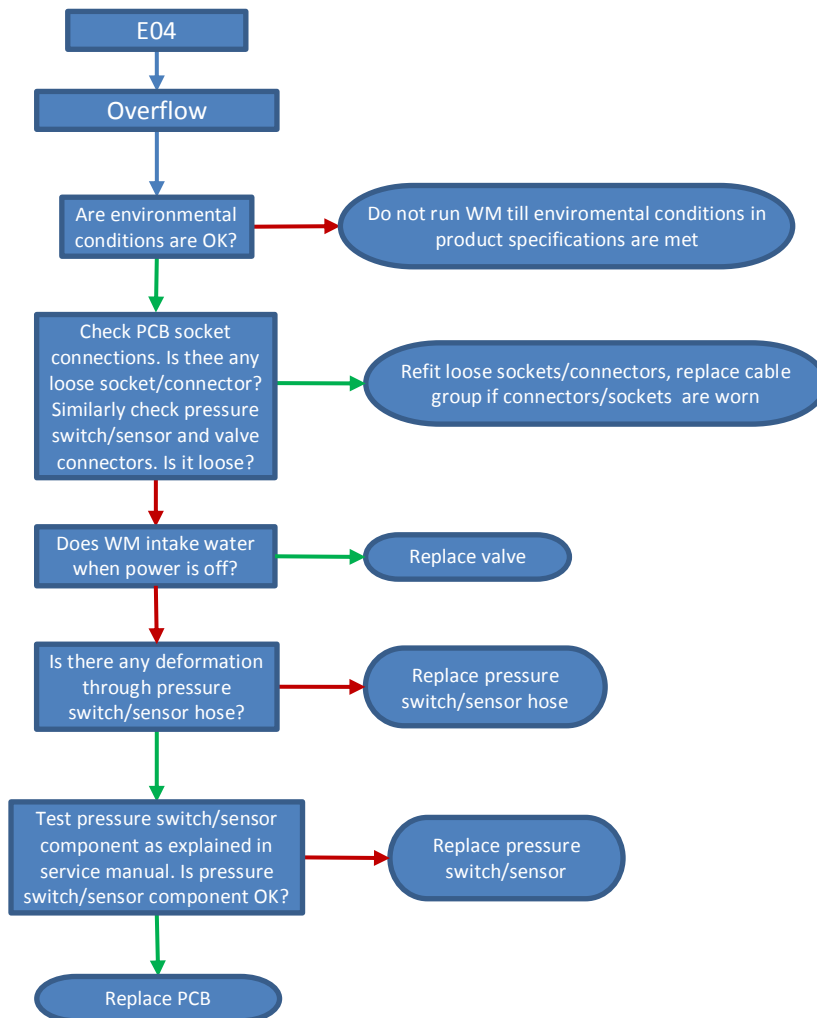 E04
Overflow
Are environmental
conditions are OK?
Do not run WM till enviromental conditions in
product specifications are met
Check PCB socket
connections. Is thee any
loose socket/connector?
Similarly check pressure
switch/sensor and valve
connectors. Is it loose?
Refit loose sockets/connectors, replace cable
group if connectors/sockets are worn
Does WM intake water
when power is off?
Replace valve
Is there any deformation
through pressure
switch/sensor hose?
Replace pressure
switch/sensor hose
Test pressure switch/sensor
component as explained in
service manual. Is pressure
switch/sensor component OK?
Replace pressure
switch/sensor
Replace PCB